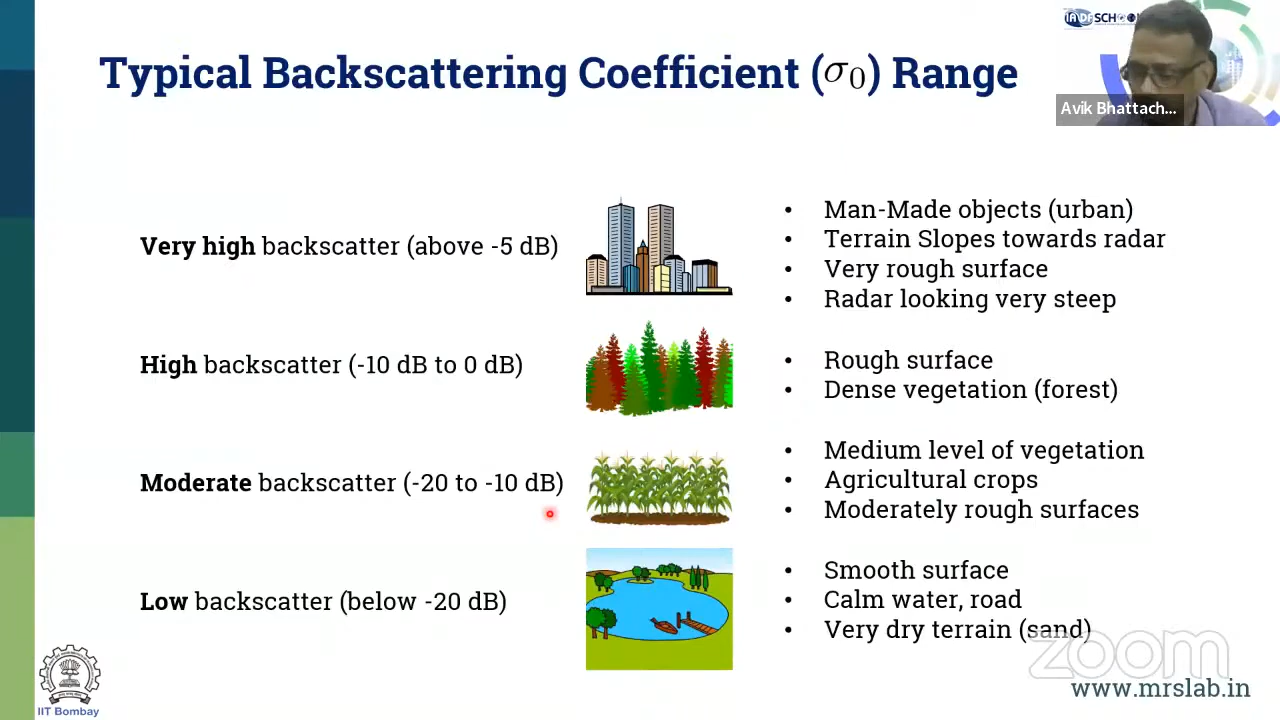 Typical Backscattering Coefficient (σ₀) Range
Avik Bhattach...
Very high backscatter (above -5 dB)
• Man-Made objects (urban)
• Terrain Slopes towards radar
• Very rough surface
• Radar looking very steep
High backscatter (-10 dB to 0 dB)
• Rough surface
• Dense vegetation (forest)
Moderate backscatter (-20 to -10 dB)
• Medium level of vegetation
• Agricultural crops
• Moderately rough surfaces
Low backscatter (below -20 dB)
• Smooth surface
• Calm water, road
• Very dry terrain (sand)
zoom
www.mrslab.in
IIT Bombay